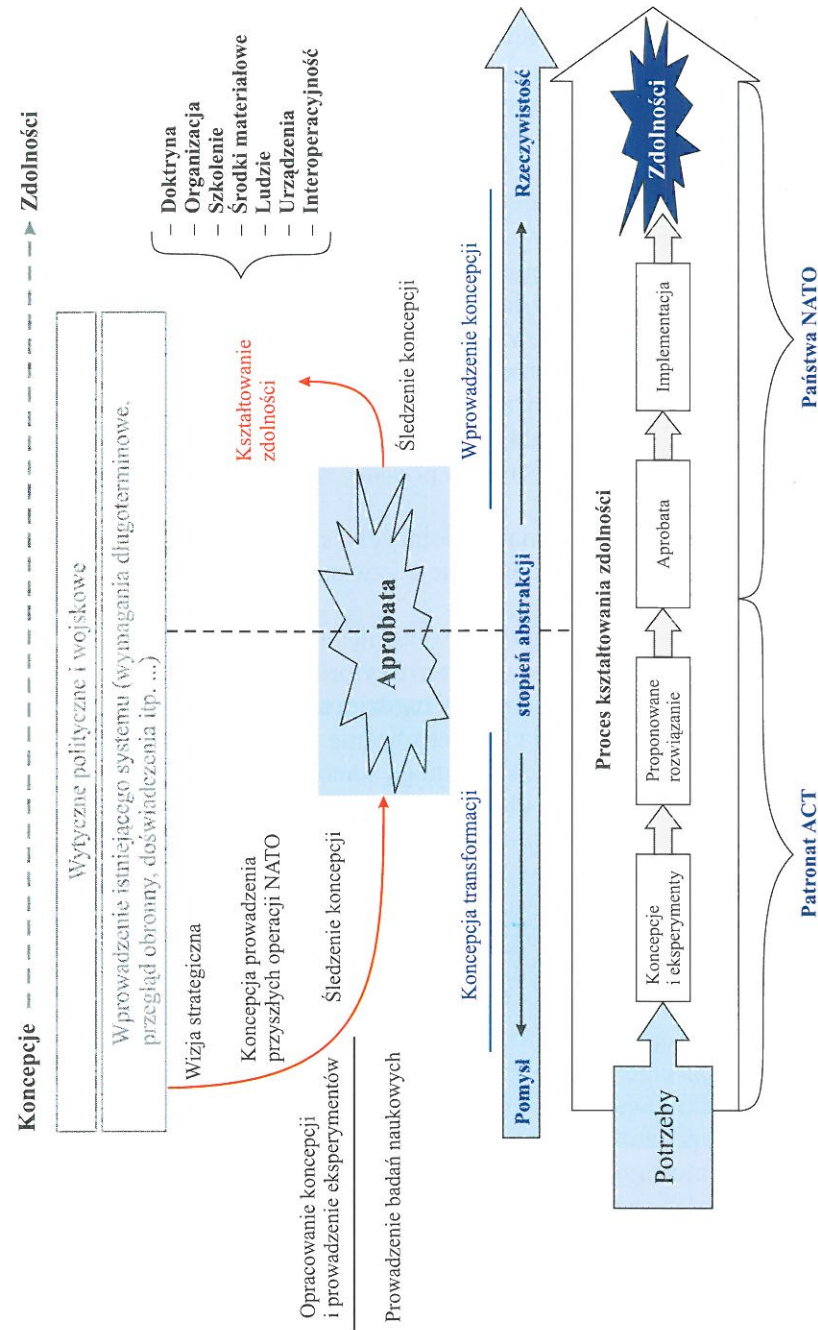 Koncepcje
Zdolności
Wytyczne polityczne i wojskowe
Wprowadzenie istniejącego systemu (wymagania długoterminowe,
przegląd obronny, doświadczenia itp. ...)
Wizja strategiczna
Koncepcja prowadzenia
przyszłych operacji NATO
Śledzenie koncepcji
Opracowanie koncepcji
i prowadzenie eksperymentów
Prowadzenie badań naukowych
Aprobata
Kształtowanie
zdolności
Śledzenie koncepcji
– Doktryna
– Organizacja
– Szkolenie
– Środki materiałowe
– Ludzie
– Urządzenia
– Interoperacyjność
Koncepcja transformacji
Wprowadzenie koncepcji
Pomysł
stopień abstrakcji
Rzeczywistość
Proces kształtowania zdolności
Potrzeby
Koncepcje
i eksperymenty
Proponowane
rozwiązanie
Aprobata
Implementacja
Zdolności
Patronat ACT
Państwa NATO